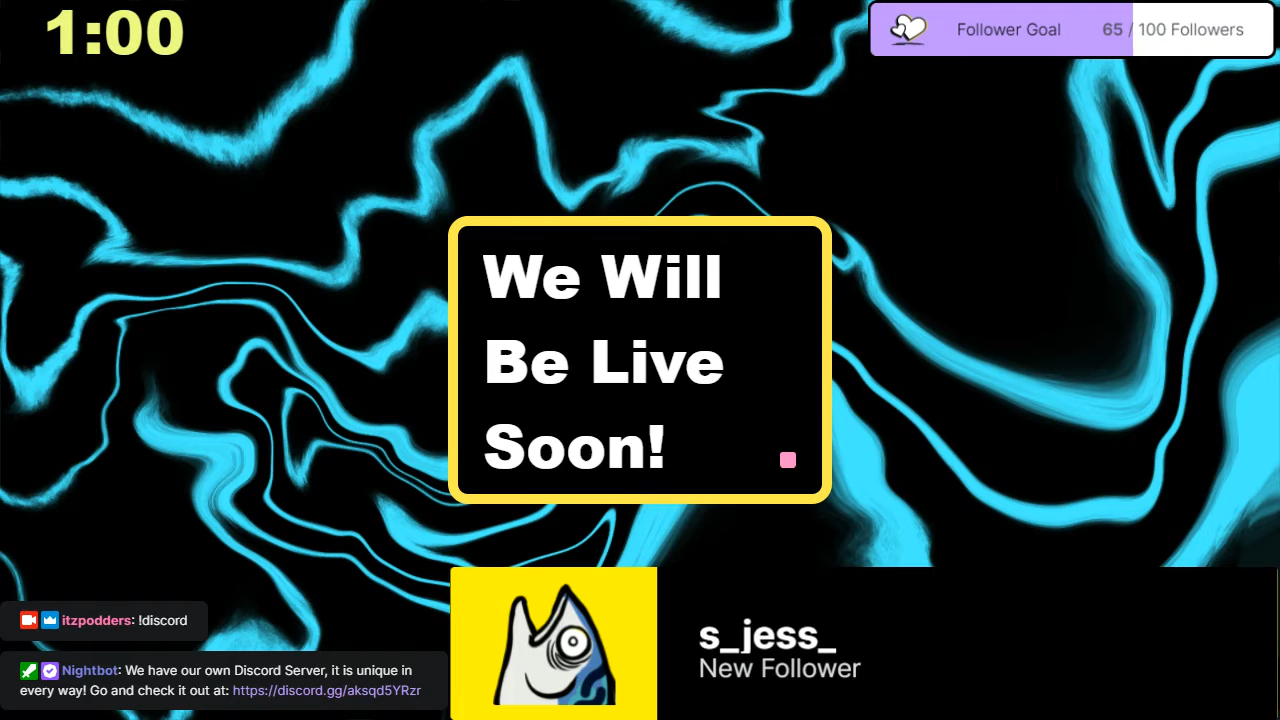 1:00
Follower Goal 65 / 100 Followers
We Will
Be Live
Soon!
itzpodders: !discord
Nightbot: We have our own Discord Server, it is unique in
every way! Go and check it out at: https://discord.gg/aksqd5YRzr
s_jess_
New Follower